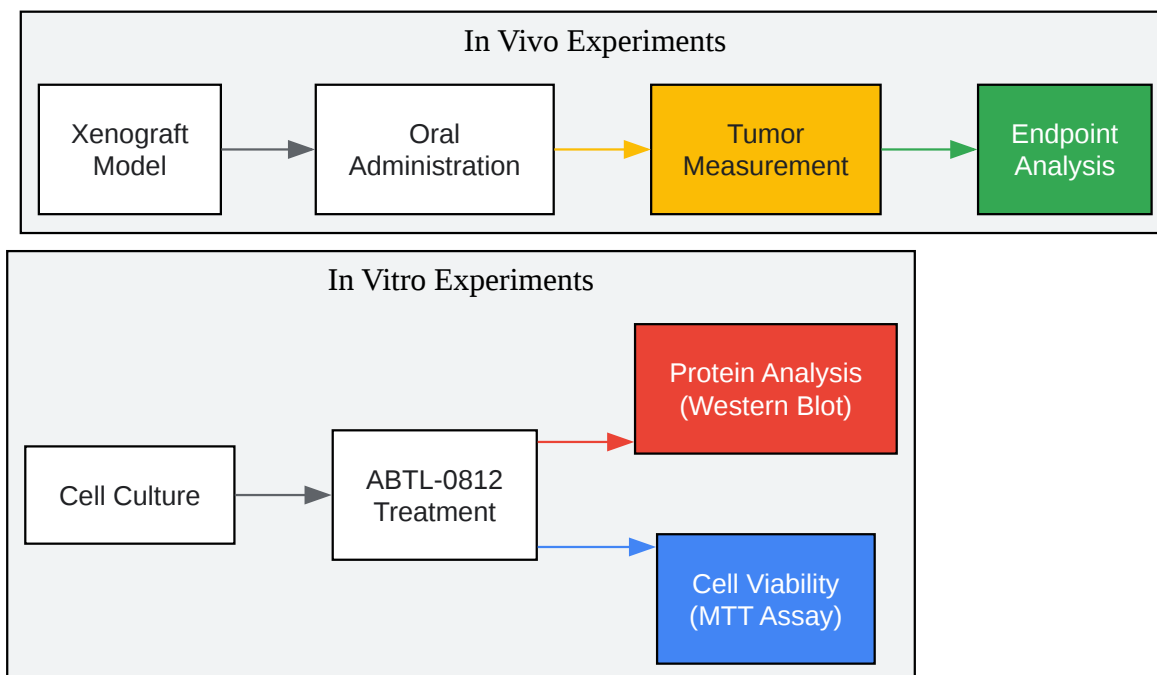 In Vivo Experiments
Xenograft
Model
Oral
Administration
Tumor
Measurement
Endpoint
Analysis
In Vitro Experiments
Cell Culture
ABTL-0812
Treatment
Protein Analysis
(Western Blot)
Cell Viability
(MTT Assay)